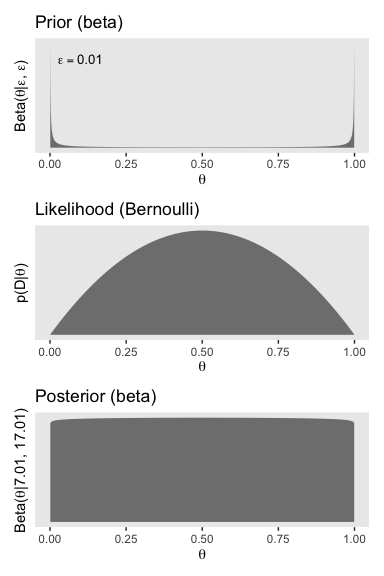 Prior (beta)
Beta(θ|ε, ε)
ε = 0.01
0.00 0.25 0.50 0.75 1.00
θ
Likelihood (Bernoulli)
p(D|θ)
0.00 0.25 0.50 0.75 1.00
θ
Posterior (beta)
Beta(θ|7.01, 17.01)
0.00 0.25 0.50 0.75 1.00
θ